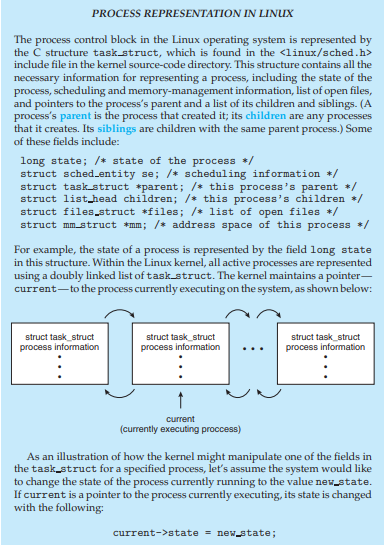 PROCESS REPRESENTATION IN LINUX
The process control block in the Linux operating system is represented by
the C structure task_struct, which is found in the <linux/sched.h>
include file in the kernel source-code directory. This structure contains all the
necessary information for representing a process, including the state of the
process, scheduling and memory-management information, list of open files,
and pointers to the process's parent and a list of its children and siblings. (A
process's parent is the process that created it; its children are any processes
that it creates. Its siblings are children with the same parent process.) Some
of these fields include:
long state; /* state of the process */
struct sched_entity se; /* scheduling information */
struct task_struct *parent; /* this process's parent */
struct list_head children; /* this process's children */
struct files_struct *files; /* list of open files */
struct mm_struct *mm; /* address space of this process */
For example, the state of a process is represented by the field long state
in this structure. Within the Linux kernel, all active processes are represented
using a doubly linked list of task_struct. The kernel maintains a pointer—
current—to the process currently executing on the system, as shown below:
struct task_struct
process information
•
•
•
struct task_struct
process information
•
•
•
• • •
struct task_struct
process information
•
•
•
current
(currently executing proccess)
As an illustration of how the kernel might manipulate one of the fields in
the task_struct for a specified process, let's assume the system would like
to change the state of the process currently running to the value new_state.
If current is a pointer to the process currently executing, its state is changed
with the following:
current->state = new_state;